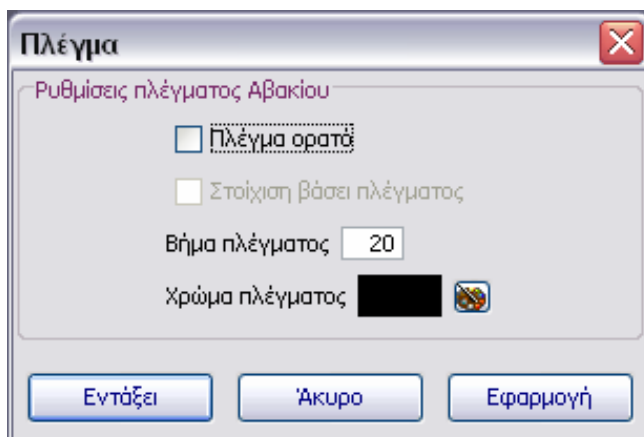 Πλέγμα
Ρυθμίσεις πλέγματος Αβακίου
Πλέγμα ορατό
Στοίχιση βάσει πλέγματος
Βήμα πλέγματος 20
Χρώμα πλέγματος
Εντάξει Άκυρο Εφαρμογή